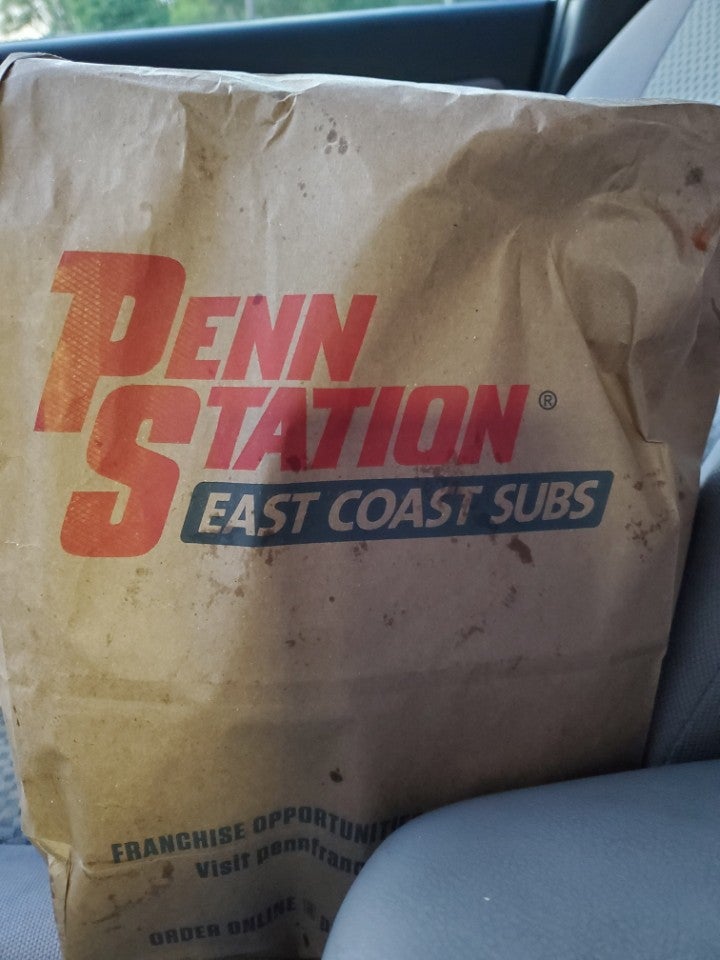 PENN
STATION ®
EAST COAST SUBS
FRANCHISE
Visit
ORDER ONLINE